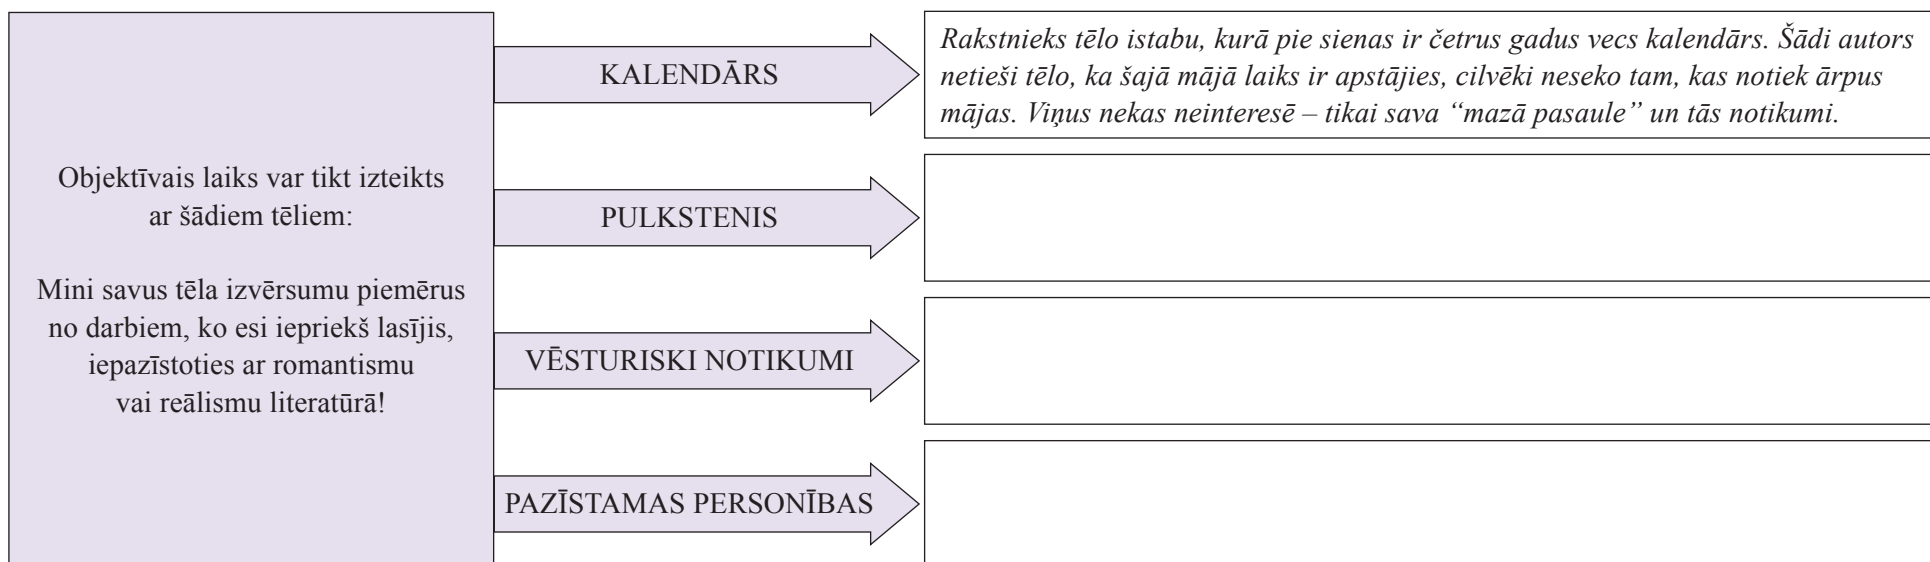 Objektīvais laiks var tikt izteikts
ar šādiem tēliem:
Mini savus tēla izvērsumu piemērus
no darbiem, ko esi iepriekš lasījis,
iepazīstoties ar romantismu
vai reālismu literatūrā!
KALENDĀRS
Rakstnieks tēlo istabu, kurā pie sienas ir četrus gadus vecs kalendārs. Šādi autors
netieši tēlo, ka šajā mājā laiks ir apstājies, cilvēki neseko tam, kas notiek ārpus
mājas. Viņus nekas neinteresē – tikai sava “mazā pasaule” un tās notikumi.
PULKSTENIS
VĒSTURISKI NOTIKUMI
PAZĪSTAMAS PERSONĪBAS